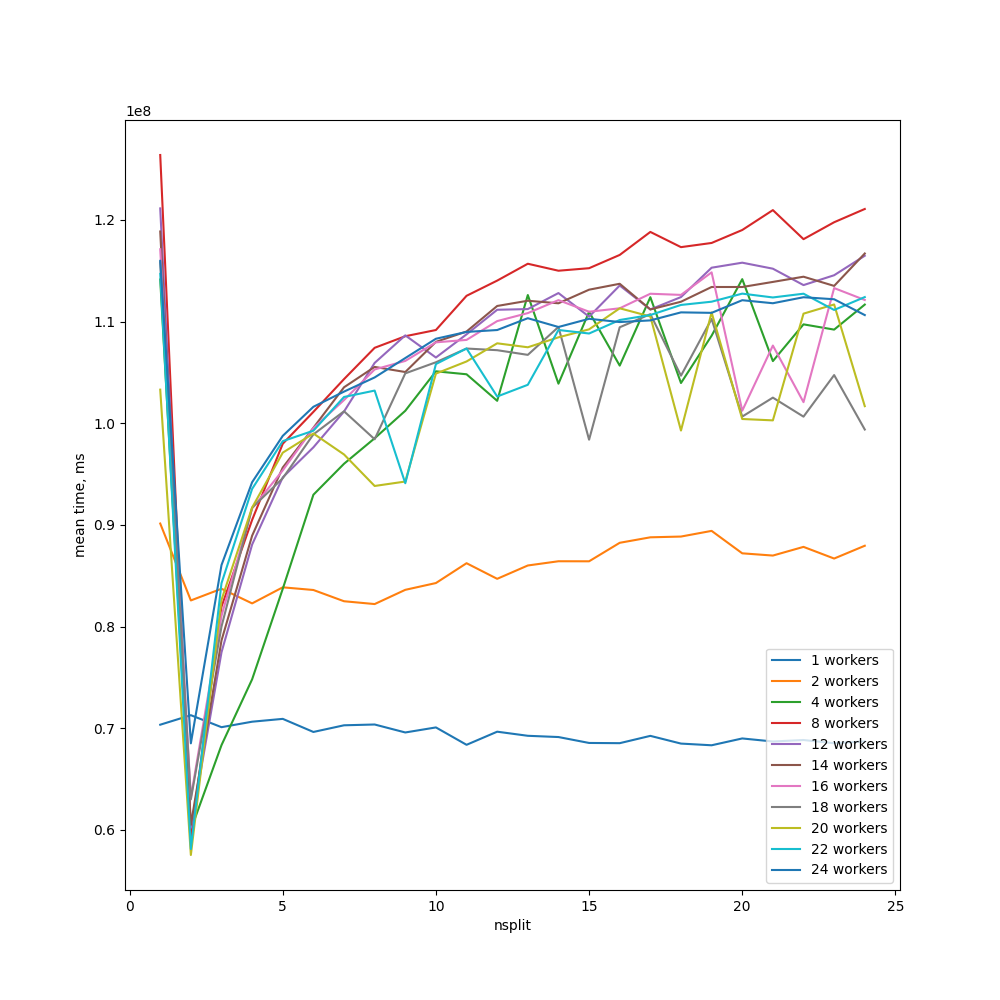 1e8
1.2
1.1
1.0
0.9
0.8
0.7
0.6
mean time, ms
0
5
10
15
20
25
nsplit
1 workers
2 workers
4 workers
8 workers
12 workers
14 workers
16 workers
18 workers
20 workers
22 workers
24 workers